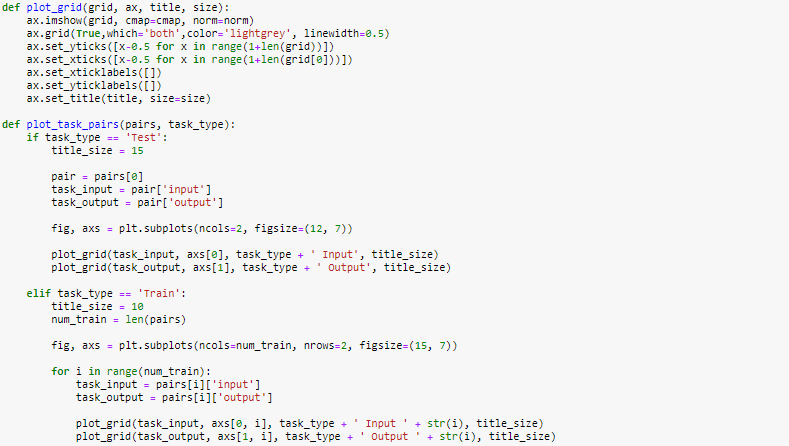 def plot_grid(grid, ax, title, size):
    ax.imshow(grid, cmap=cmap, norm=norm)
    ax.grid(True,which='both',color='lightgrey', linewidth=0.5)
    ax.set_yticks([x-0.5 for x in range(1+len(grid))])
    ax.set_xticks([x-0.5 for x in range(1+len(grid[0]))])
    ax.set_xticklabels([])
    ax.set_yticklabels([])
    ax.set_title(title, size=size)

def plot_task_pairs(pairs, task_type):
    if task_type == 'Test':
        title_size = 15

        pair = pairs[0]
        task_input = pair['input']
        task_output = pair['output']

        fig, axs = plt.subplots(ncols=2, figsize=(12, 7))

        plot_grid(task_input, axs[0], task_type + ' Input', title_size)
        plot_grid(task_output, axs[1], task_type + ' Output', title_size)

    elif task_type == 'Train':
        title_size = 10
        num_train = len(pairs)

        fig, axs = plt.subplots(ncols=num_train, nrows=2, figsize=(15, 7))

        for i in range(num_train):
            task_input = pairs[i]['input']
            task_output = pairs[i]['output']

            plot_grid(task_input, axs[0, i], task_type + ' Input ' + str(i), title_size)
            plot_grid(task_output, axs[1, i], task_type + ' Output ' + str(i), title_size)